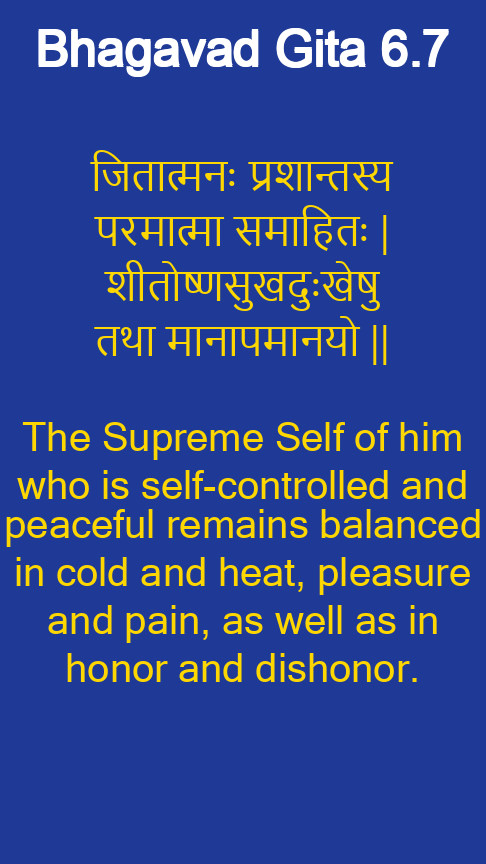 Bhagavad Gita 6.7
जितात्मनः प्रशान्तस्य
परमात्मा समाहितः |
शीतोष्णसुखदुःखेषु
तथा मानापमानयो ||
The Supreme Self of him
who is self-controlled and
peaceful remains balanced
in cold and heat, pleasure
and pain, as well as in
honor and dishonor.